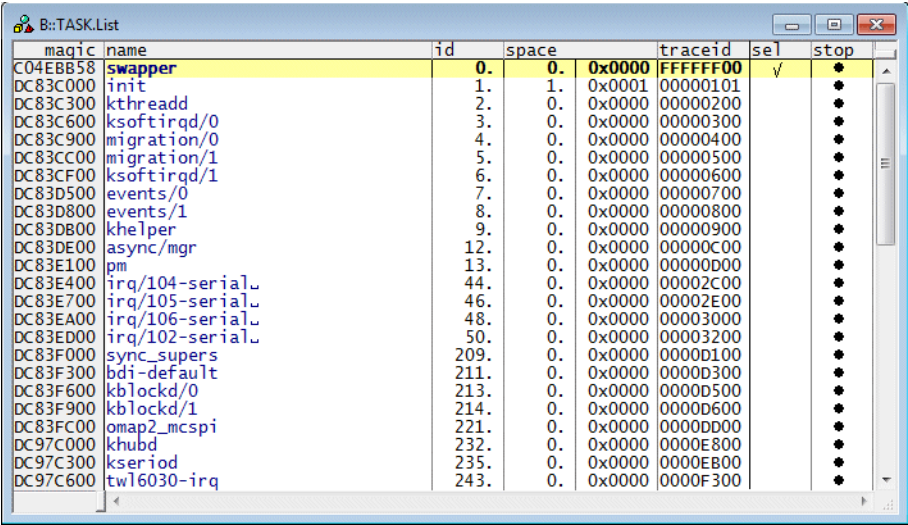 B::TASK.List
magic name id space traceid sel stop
C04EBB58 swapper 0. 0. 0x0000 FFFFFF00 √ ●
DC83C000 init 1. 1. 0x0001 00000101 ●
DC83C300 kthreadd 2. 0. 0x0000 00000200 ●
DC83C600 ksoftirqd/0 3. 0. 0x0000 00000300 ●
DC83C900 migration/0 4. 0. 0x0000 00000400 ●
DC83CC00 migration/1 5. 0. 0x0000 00000500 ●
DC83CF00 ksoftirqd/1 6. 0. 0x0000 00000600 ●
DC83D500 events/0 7. 0. 0x0000 00000700 ●
DC83D800 events/1 8. 0. 0x0000 00000800 ●
DC83DB00 khelper 9. 0. 0x0000 00000900 ●
DC83DE00 async/mgr 12. 0. 0x0000 00000C00 ●
DC83E100 pm 13. 0. 0x0000 00000D00 ●
DC83E400 irq/104-serial… 44. 0. 0x0000 00002C00 ●
DC83E700 irq/105-serial… 46. 0. 0x0000 00002E00 ●
DC83EA00 irq/106-serial… 48. 0. 0x0000 00003000 ●
DC83ED00 irq/102-serial… 50. 0. 0x0000 00003200 ●
DC83F000 sync_supers 209. 0. 0x0000 0000D100 ●
DC83F300 bdi-default 211. 0. 0x0000 0000D300 ●
DC83F600 kblockd/0 213. 0. 0x0000 0000D500 ●
DC83F900 kblockd/1 214. 0. 0x0000 0000D600 ●
DC83FC00 omap2_mcspi 221. 0. 0x0000 0000DD00 ●
DC97C000 khubd 232. 0. 0x0000 0000E800 ●
DC97C300 kseriod 235. 0. 0x0000 0000EB00 ●
DC97C600 twl6030-irq 243. 0. 0x0000 0000F300 ●